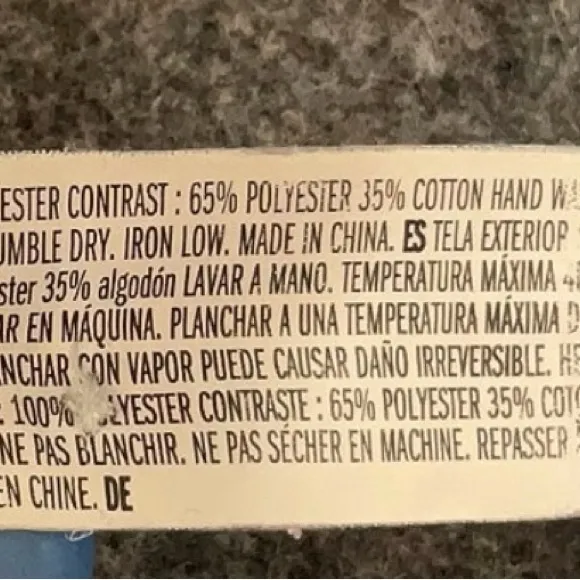 ESTER CONTRAST : 65% POLYESTER 35% COTTON HAND
UMBLE DRY. IRON LOW. MADE IN CHINA. ES TELA EXTERIOR
ster 35% algodón LAVAR A MANO. TEMPERATURA MÁXIMA
AR EN MÁQUINA. PLANCHAR A UNA TEMPERATURA MÁXIMA D
NCHAR CON VAPOR PUEDE CAUSAR DAÑO IRREVERSIBLE.
: 100% LYESTER CONTRASTE : 65% POLYESTER 35% COT
NE PAS BLANCHIR. NE PAS SÉCHER EN MACHINE. REPASSER
EN CHINE. DE